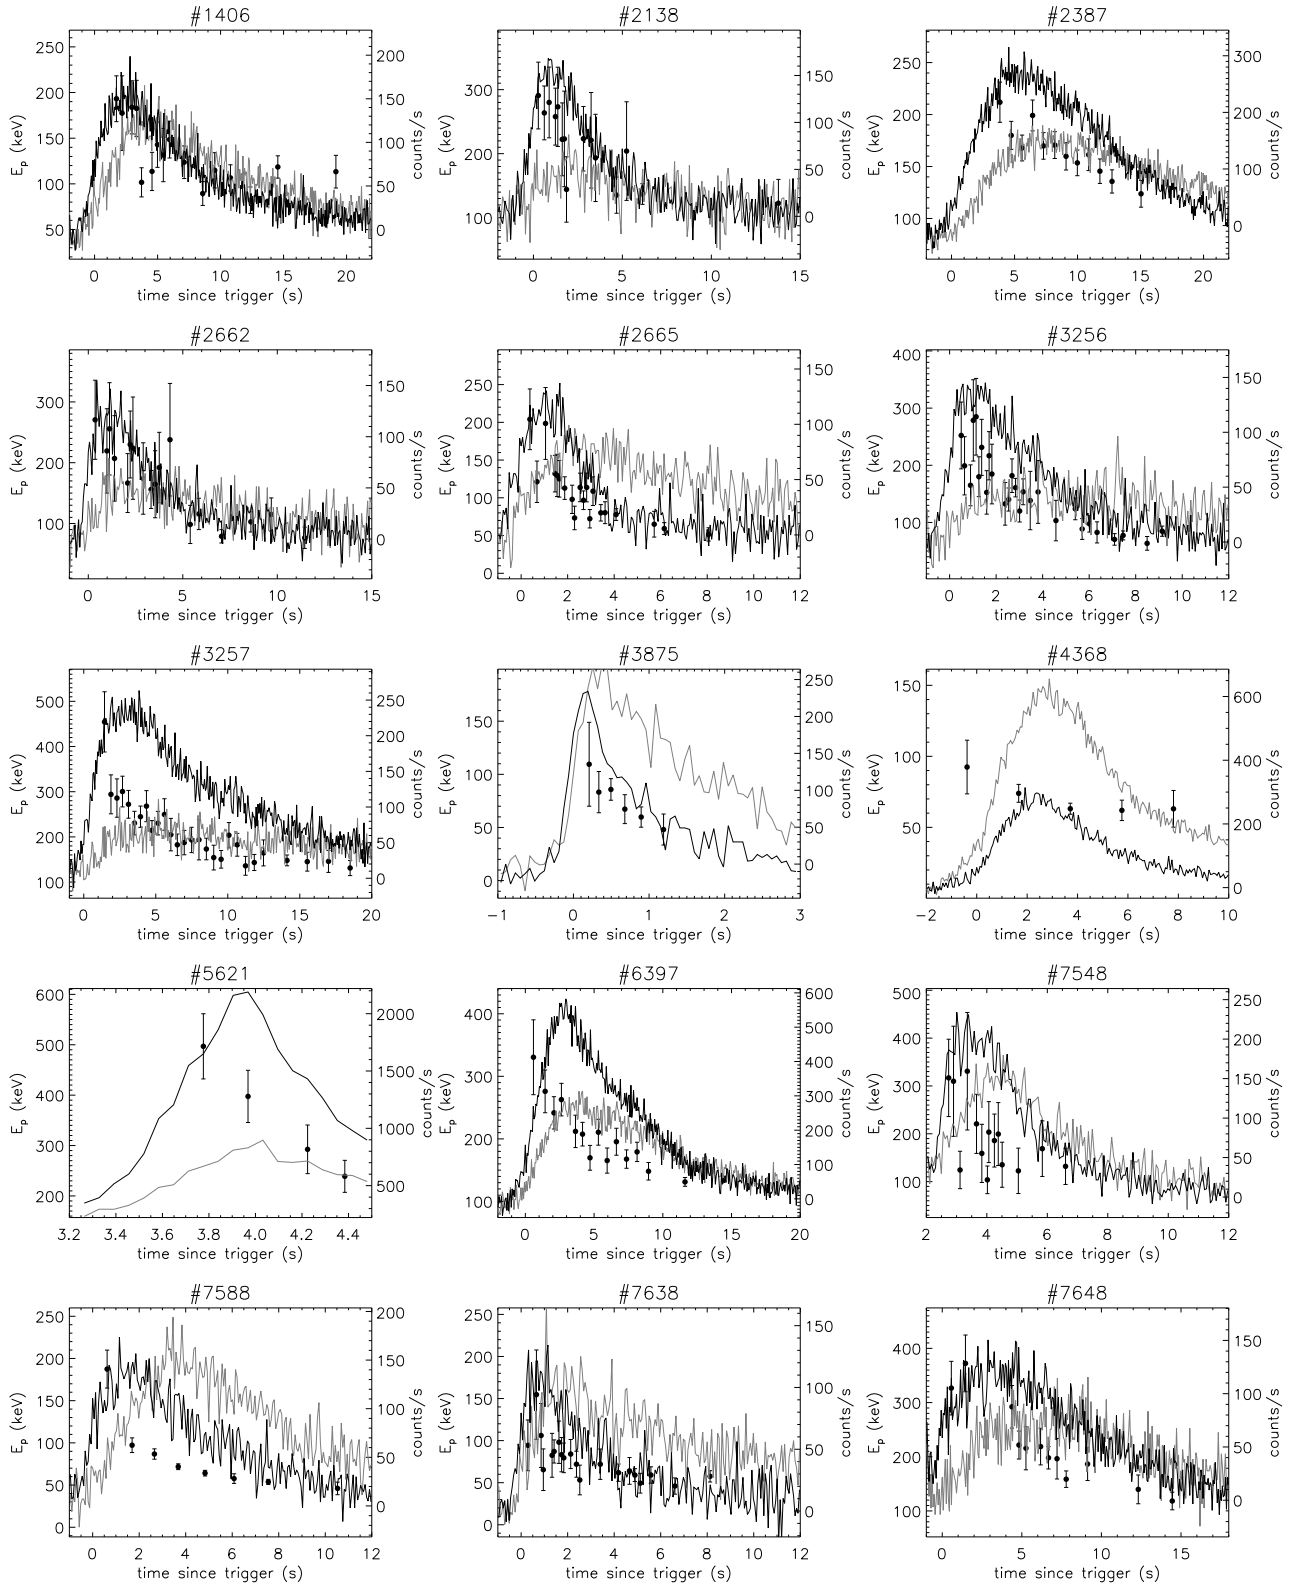 #1406 #2138 #2387
E_p (keV) 250 200 150 100 50 200 150 100 50 0 counts/s
E_p (keV) 300 200 100 150 100 50 0 counts/s
E_p (keV) 250 200 150 100 300 200 100 0 counts/s
0 5 10 15 20 0 5 10 15 0 5 10 15 20
time since trigger (s) time since trigger (s) time since trigger (s)
#2662 #2665 #3256
E_p (keV) 300 200 100 150 100 50 0 counts/s
E_p (keV) 250 200 150 100 50 0 150 100 50 0 counts/s
E_p (keV) 400 300 200 100 150 100 50 0 counts/s
0 5 10 15 0 2 4 6 8 10 12 0 2 4 6 8 10 12
time since trigger (s) time since trigger (s) time since trigger (s)
#3257 #3875 #4368
E_p (keV) 500 400 300 200 100 250 200 150 100 50 0 counts/s
E_p (keV) 150 100 50 0 250 200 150 100 50 0 counts/s
E_p (keV) 150 100 50 600 400 200 0 counts/s
0 5 10 15 20 −1 0 1 2 3 −2 0 2 4 6 8 10
time since trigger (s) time since trigger (s) time since trigger (s)
#5621 #6397 #7548
E_p (keV) 600 500 400 300 200 2000 1500 1000 500 counts/s
E_p (keV) 400 300 200 100 600 500 400 300 200 100 0 counts/s
E_p (keV) 500 400 300 200 100 250 200 150 100 50 0 counts/s
3.2 3.4 3.6 3.8 4.0 4.2 4.4 0 5 10 15 20 2 4 6 8 10 12
time since trigger (s) time since trigger (s) time since trigger (s)
#7588 #7638 #7648
E_p (keV) 250 200 150 100 50 0 200 150 100 50 0 counts/s
E_p (keV) 250 200 150 100 50 0 150 100 50 0 counts/s
E_p (keV) 400 300 200 100 150 100 50 0 counts/s
0 2 4 6 8 10 12 0 2 4 6 8 10 12 0 5 10 15
time since trigger (s) time since trigger (s) time since trigger (s)